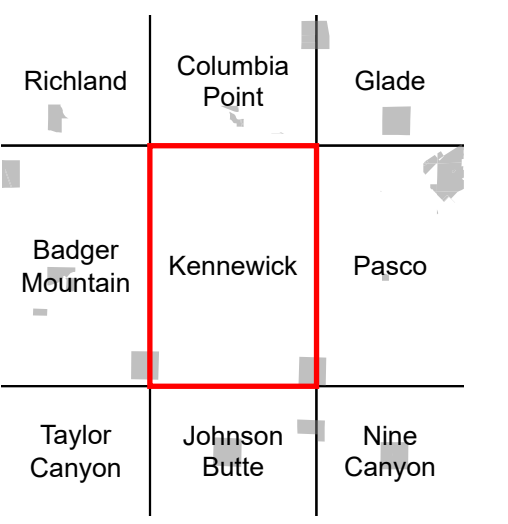 Richland
Columbia
Point
Glade
Badger
Mountain
Kennewick
Pasco
Taylor
Canyon
Johnson
Butte
Nine
Canyon